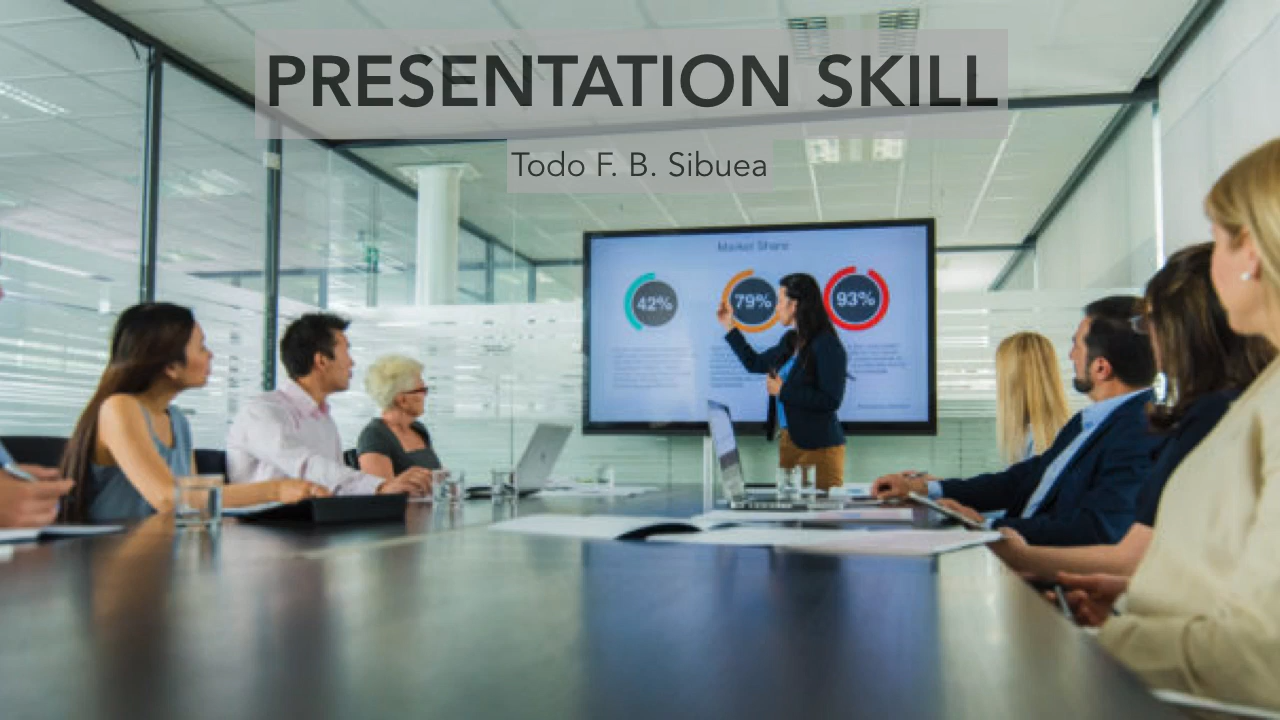 PRESENTATION SKILL
Todo F. B. Sibuea
Market Share
42%
79%
93%